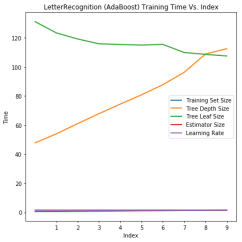 LetterRecognition (AdaBoost) Training Time Vs. Index
120
100
80
60
40
20
0
Time
Training Set Size
Tree Depth Size
Tree Leaf Size
Estimator Size
Learning Rate
1 2 3 4 5 6 7 8 9
Index